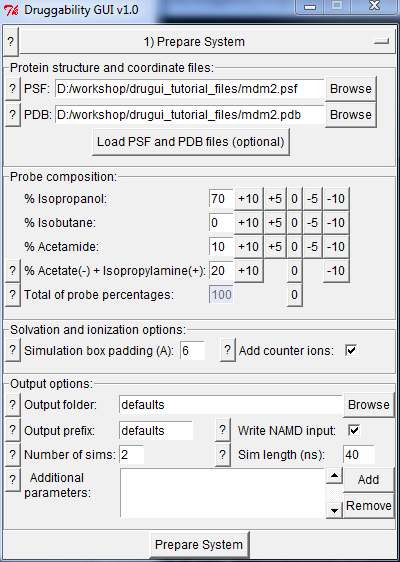 Druggability GUI v1.0
? 1) Prepare System
Protein structure and coordinate files:
? PSF: D:/workshop/drugui_tutorial_files/mdm2.psf Browse
? PDB: D:/workshop/drugui_tutorial_files/mdm2.pdb Browse
Load PSF and PDB files (optional)
Probe composition:
% Isopropanol: 70 +10 +5 0 -5 -10
% Isobutane: 0 +10 +5 0 -5 -10
% Acetamide: 10 +10 +5 0 -5 -10
? % Acetate(-) + Isopropylamine(+): 20 +10 0 -10
? Total of probe percentages: 100 0
Solvation and ionization options:
? Simulation box padding (A): 6 ? Add counter ions:
Output options:
? Output folder: defaults Browse
? Output prefix: defaults ? Write NAMD input:
? Number of sims: 2 ? Sim length (ns): 40
? Additional parameters: Add
Remove
Prepare System